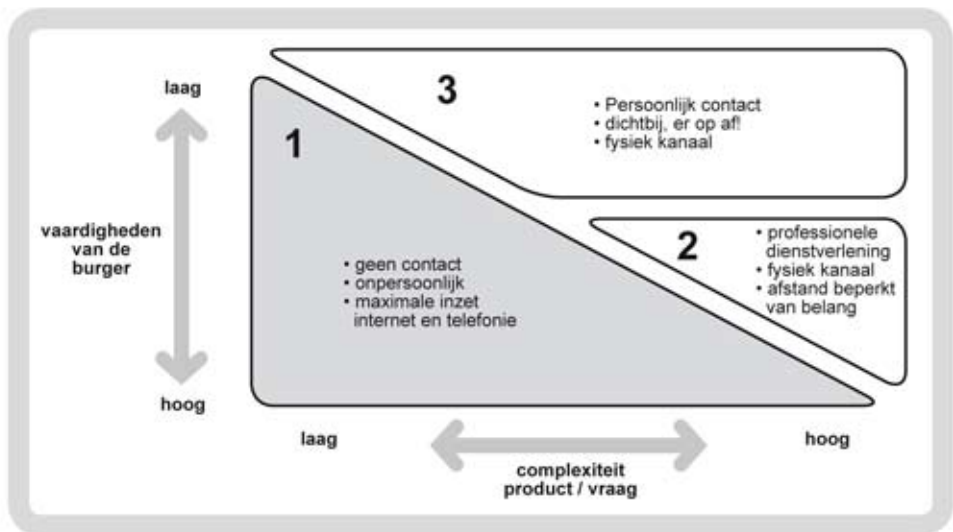 laag
3
• Persoonlijk contact
• dichtbij, er op af!
• fysiek kanaal
1
vaardigheden
van de
burger
2
• professionele
dienstverlening
• fysiek kanaal
• afstand beperkt
van belang
• geen contact
• onpersoonlijk
• maximale inzet
internet en telefonie
hoog
laag
hoog
complexiteit
product / vraag